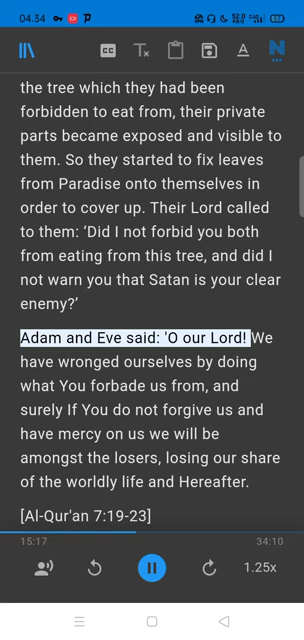 04.34
52.0
CC
T×
A
N
the tree which they had been
forbidden to eat from, their private
parts became exposed and visible to
them. So they started to fix leaves
from Paradise onto themselves in
order to cover up. Their Lord called
to them: ‘Did I not forbid you both
from eating from this tree, and did I
not warn you that Satan is your clear
enemy?’
Adam and Eve said: 'O our Lord! We
have wronged ourselves by doing
what You forbade us from, and
surely If You do not forgive us and
have mercy on us we will be
amongst the losers, losing our share
of the worldly life and Hereafter.
[Al-Qur'an 7:19-23]
15:17
34:10
1.25x